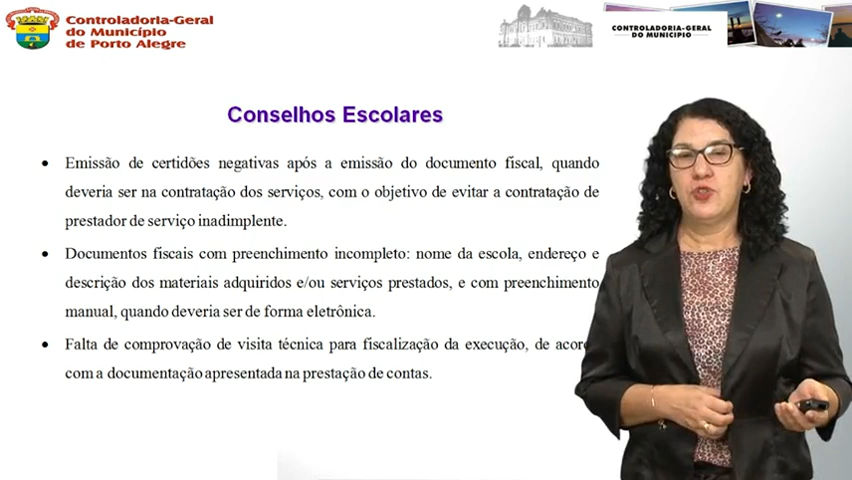 Controladoria-Geral
do Município
de Porto Alegre
CONTROLADORIA-GERAL
DO MUNICÍPIO
Conselhos Escolares
• Emissão de certidões negativas após a emissão do documento fiscal, quando
deveria ser na contratação dos serviços, com o objetivo de evitar a contratação de
prestador de serviço inadimplente.
• Documentos fiscais com preenchimento incompleto: nome da escola, endereço e
descrição dos materiais adquiridos e/ou serviços prestados, e com preenchimento
manual, quando deveria ser de forma eletrônica.
• Falta de comprovação de visita técnica para fiscalização da execução, de acor
com a documentação apresentada na prestação de contas.